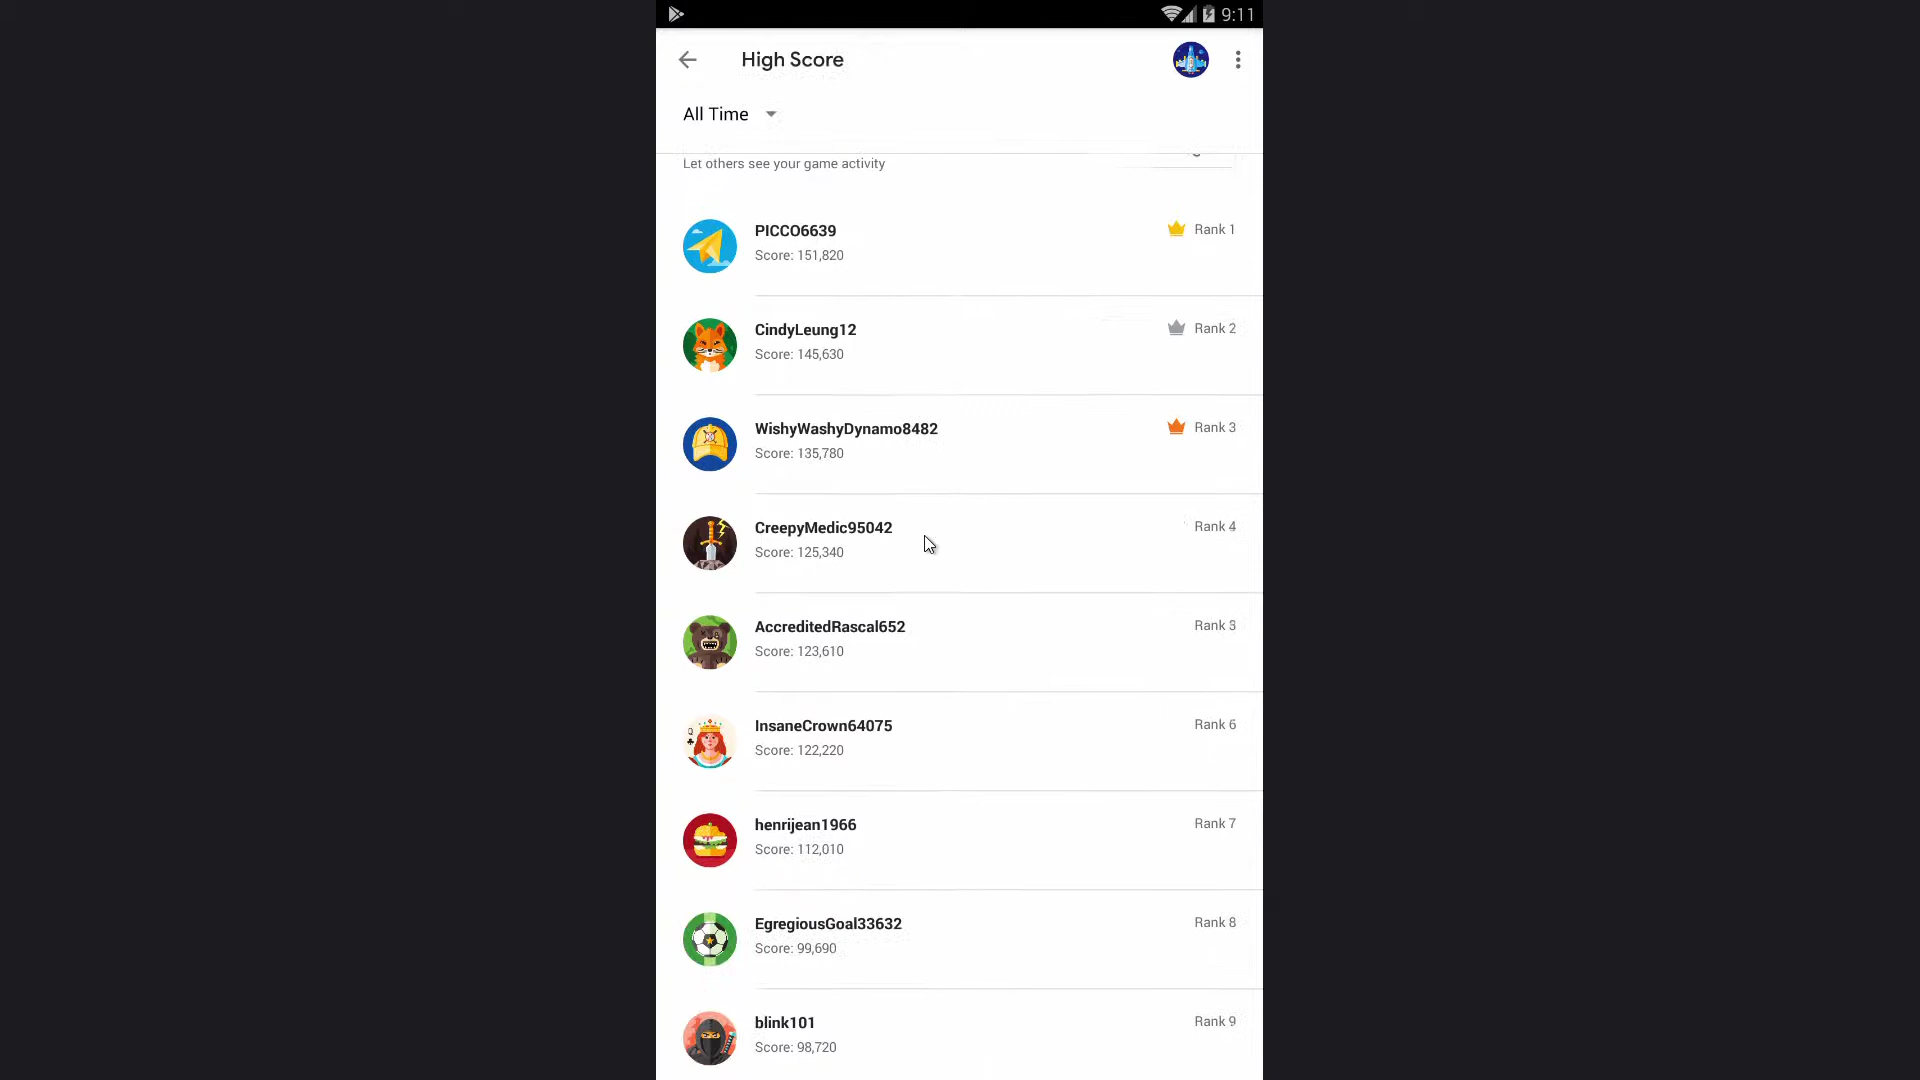 9:11
High Score
All Time
Let others see your game activity
PICCO6639
Rank 1
Score: 151,820
CindyLeung12
Rank 2
Score: 145,630
WishyWashyDynamo8482
Rank 3
Score: 135,780
CreepyMedic95042
Rank 4
Score: 125,340
AccreditedRascal652
Rank 5
Score: 123,610
InsaneCrown64075
Rank 6
Score: 122,220
henrijean1966
Rank 7
Score: 112,010
EgregiousGoal33632
Rank 8
Score: 99,690
blink101
Rank 9
Score: 98,720